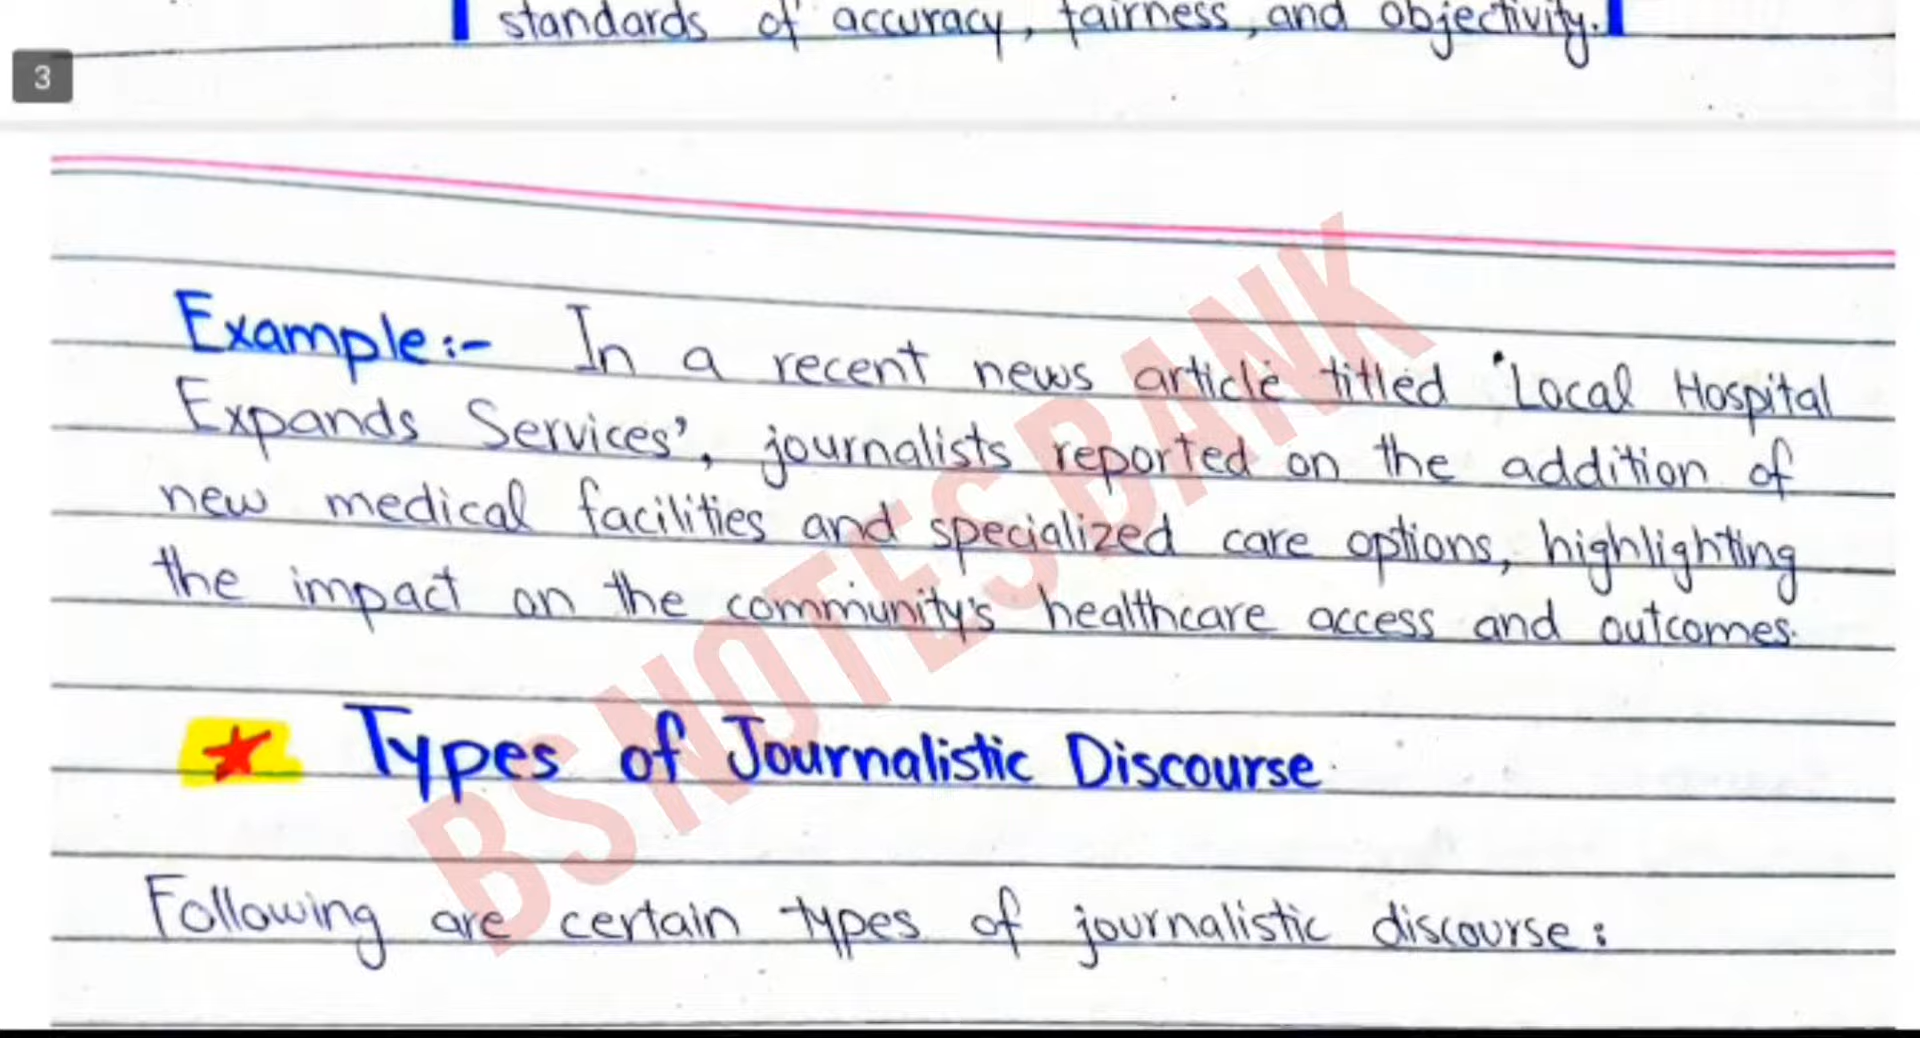 standards of accuracy, fairness, and objectivity.
3
Example:- In a recent news article titled 'Local Hospital
Expands Services', journalists reported on the addition of
new medical facilities and specialized care options, highlighting
the impact on the community's healthcare access and outcomes.
★ Types of Journalistic Discourse
Following are certain types of journalistic discourse:
BS NOTES BANK